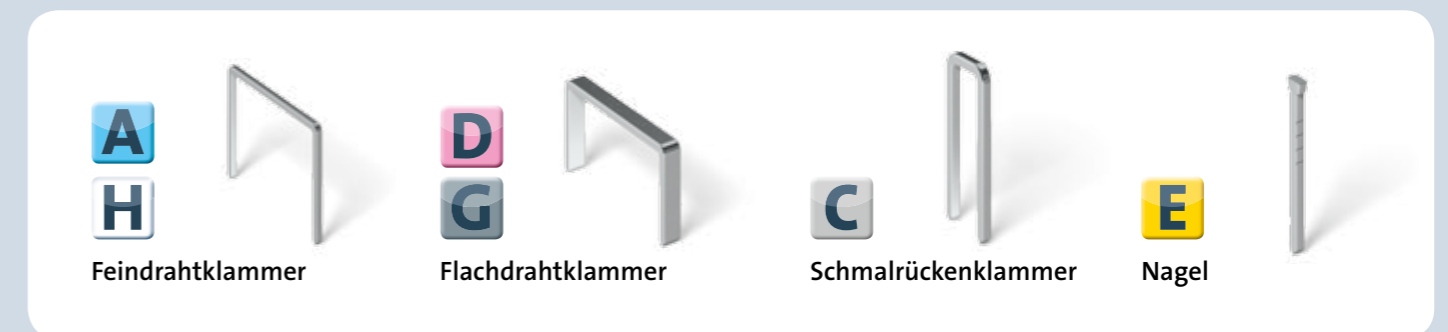 A
H
Feindrahtklammer
D
G
Flachdrahtklammer
C
Schmalrückenklammer
E
Nagel